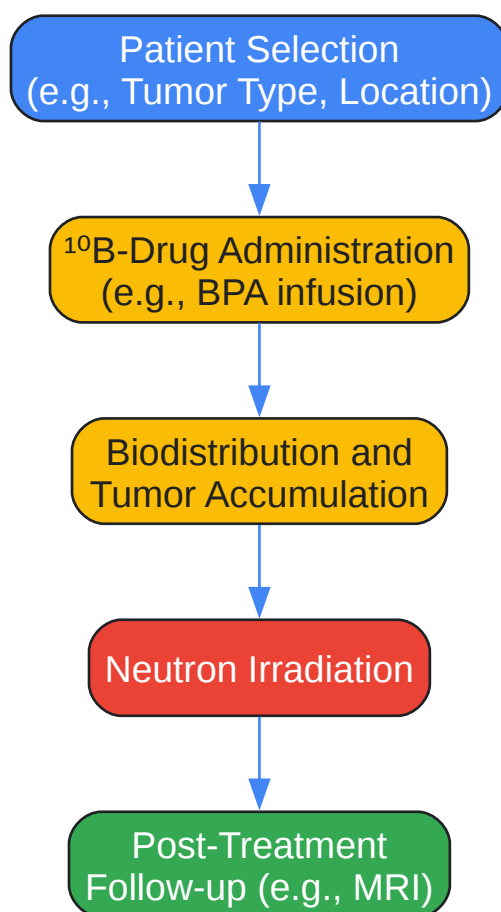 Patient Selection
(e.g., Tumor Type, Location)
¹⁰B-Drug Administration
(e.g., BPA infusion)
Biodistribution and
Tumor Accumulation
Neutron Irradiation
Post-Treatment
Follow-up (e.g., MRI)